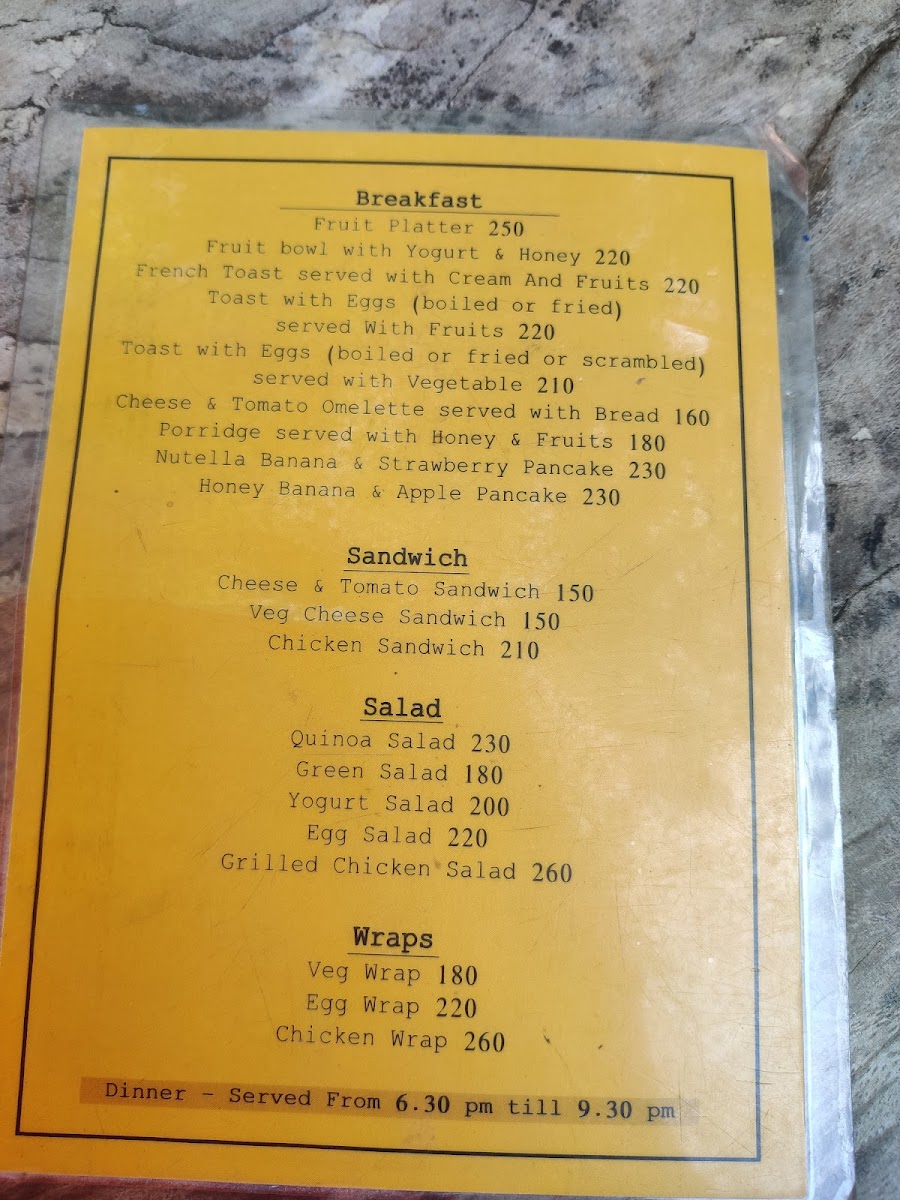 Breakfast
Fruit Platter 250
Fruit bowl with Yogurt & Honey 220
French Toast served with Cream And Fruits 220
Toast with Eggs (boiled or fried)
served With Fruits 220
Toast with Eggs (boiled or fried or scrambled)
served with Vegetable 210
Cheese & Tomato Omelette served with Bread 160
Porridge served with Honey & Fruits 180
Nutella Banana & Strawberry Pancake 230
Honey Banana & Apple Pancake 230
Sandwich
Cheese & Tomato Sandwich 150
Veg Cheese Sandwich 150
Chicken Sandwich 210
Salad
Quinoa Salad 230
Green Salad 180
Yogurt Salad 200
Egg Salad 220
Grilled Chicken Salad 260
Wraps
Veg Wrap 180
Egg Wrap 220
Chicken Wrap 260
Dinner - Served From 6.30 pm till 9.30 pm